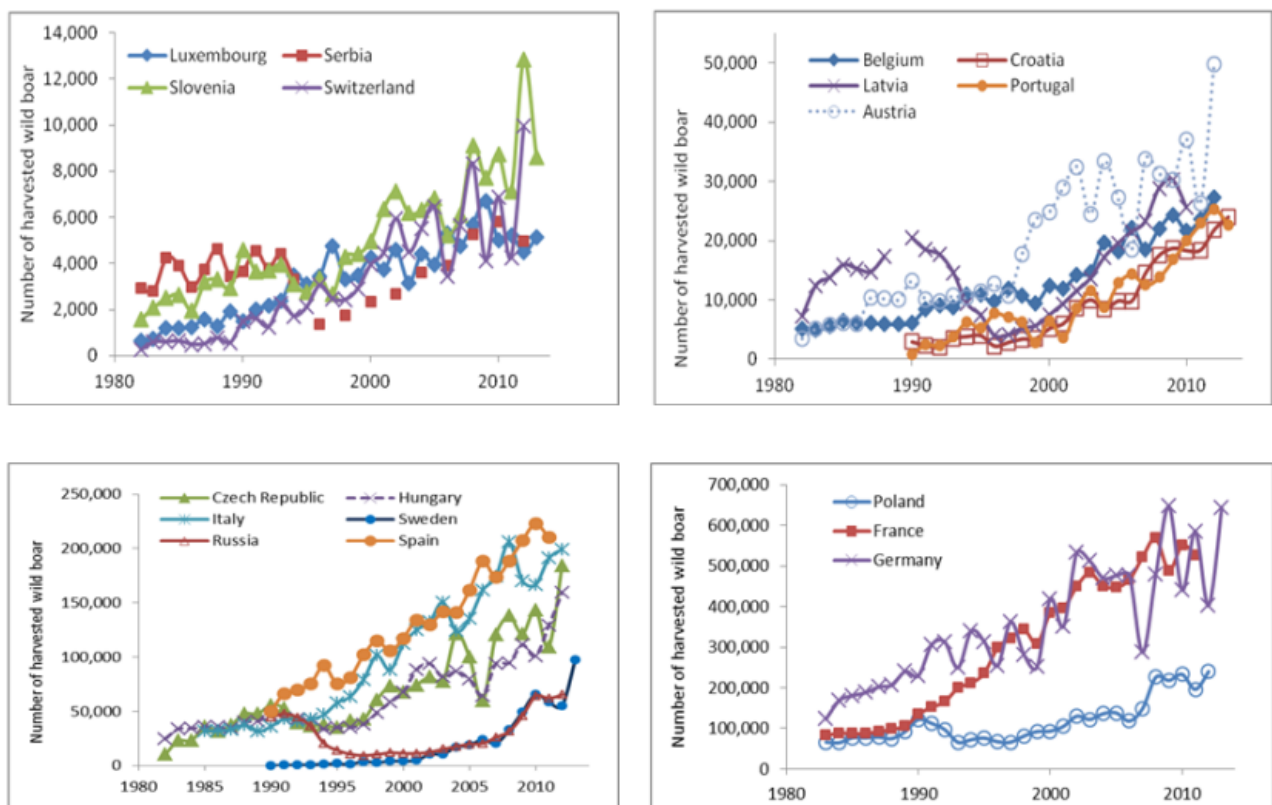 Number of harvested wild boar
14,000
12,000
10,000
8,000
6,000
4,000
2,000
0
Luxembourg
Serbia
Slovenia
Switzerland
1980
1990
2000
2010
Number of harvested wild boar
50,000
40,000
30,000
20,000
10,000
0
Belgium
Croatia
Latvia
Portugal
Austria
1980
1990
2000
2010
Number of harvested wild boar
250,000
200,000
150,000
100,000
50,000
0
Czech Republic
Hungary
Italy
Sweden
Russia
Spain
1980
1985
1990
1995
2000
2005
2010
Number of harvested wild boar
700,000
600,000
500,000
400,000
300,000
200,000
100,000
0
Poland
France
Germany
1980
1990
2000
2010